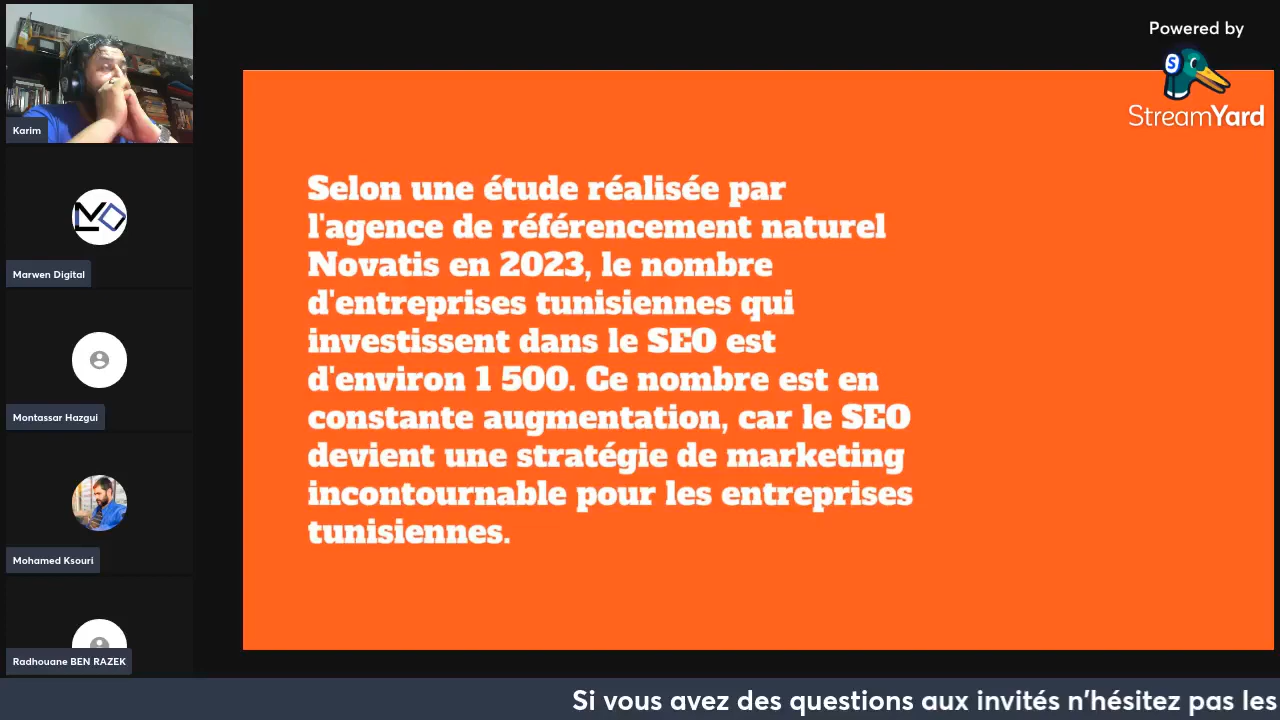 Powered by
StreamYard
Karim
Marwen Digital
Montassar Hazgui
Mohamed Ksouri
Radhouane BEN RAZEK
Selon une étude réalisée par
l'agence de référencement naturel
Novatis en 2023, le nombre
d'entreprises tunisiennes qui
investissent dans le SEO est
d'environ 1 500. Ce nombre est en
constante augmentation, car le SEO
devient une stratégie de marketing
incontournable pour les entreprises
tunisiennes.
Si vous avez des questions aux invités n'hésitez pas les